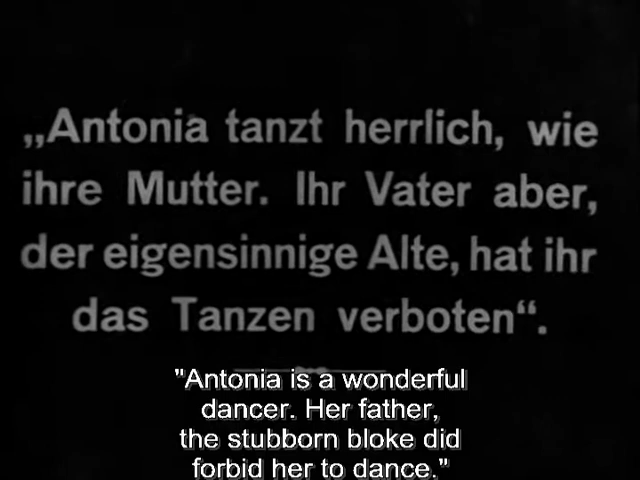 „Antonia tanzt herrlich, wie
ihre Mutter. Ihr Vater aber,
der eigensinnige Alte, hat ihr
das Tanzen verboten“.
"Antonia is a wonderful
dancer. Her father,
the stubborn bloke did
forbid her to dance."